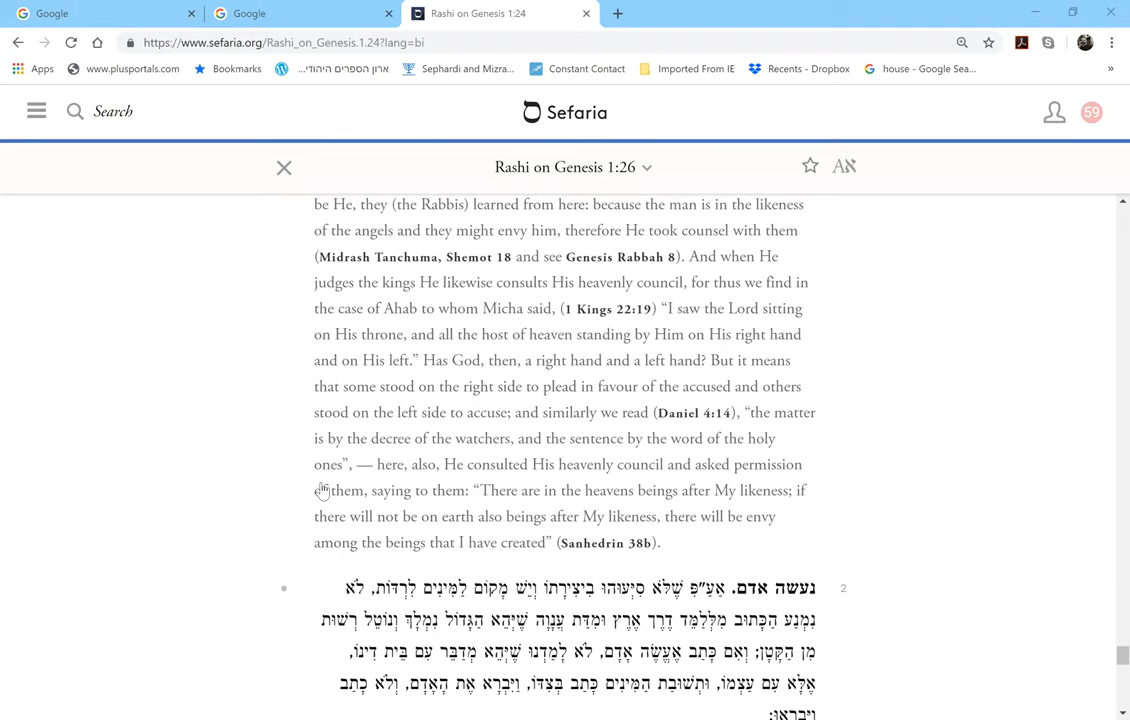 Google
Google
Rashi on Genesis 1:24
https://www.sefaria.org/Rashi_on_Genesis.1.24?lang=bi
Apps www.plusportals.com Bookmarks ארון הספרים היהודי... Sephardi and Mizra... Constant Contact Imported From IE Recents - Dropbox house - Google Sea... »
Search Sefaria 59
Rashi on Genesis 1:26 Aא
be He, they (the Rabbis) learned from here: because the man is in the likeness
of the angels and they might envy him, therefore He took counsel with them
(Midrash Tanchuma, Shemot 18 and see Genesis Rabbah 8). And when He
judges the kings He likewise consults His heavenly council, for thus we find in
the case of Ahab to whom Micha said, (1 Kings 22:19) “I saw the Lord sitting
on His throne, and all the host of heaven standing by Him on His right hand
and on His left.” Has God, then, a right hand and a left hand? But it means
that some stood on the right side to plead in favour of the accused and others
stood on the left side to accuse; and similarly we read (Daniel 4:14), “the matter
is by the decree of the watchers, and the sentence by the word of the holy
ones”, — here, also, He consulted His heavenly council and asked permission
them, saying to them: “There are in the heavens beings after My likeness; if
there will not be on earth also beings after My likeness, there will be envy
among the beings that I have created” (Sanhedrin 38b).
נעשה אדם. אַעַ"פִּ שֶׁלֹּא סִיְּעוּהוּ בִיצִירָתוֹ וְיֵשׁ מָקוֹם לַמִּינִים לִרְדּוֹת, לֹא 2
נִמְנַע הַכָּתוּב מִלְּלַמֵּד דֶּרֶךְ אֶרֶץ וּמִדַּת עֲנָוָה שֶׁיְּהֵא הַגָּדוֹל נִמְלָךְ וְנוֹטֵל רְשׁוּת
מִן הַקָּטָן; וְאִם כָּתַב אֶעֱשֶׂה אָדָם, לֹא לָמַדְנוּ שֶׁיְּהֵא מְדַבֵּר עִם בֵּית דִּינוֹ,
אֶלָּא עִם עַצְמוֹ, וּתְשׁוּבַת הַמִּינִים כָּתַב בְּצִדּוֹ, וַיִּבְרָא אֶת הָאָדָם, וְלֹא כָתַב
וַיִּבְרְאוּ: